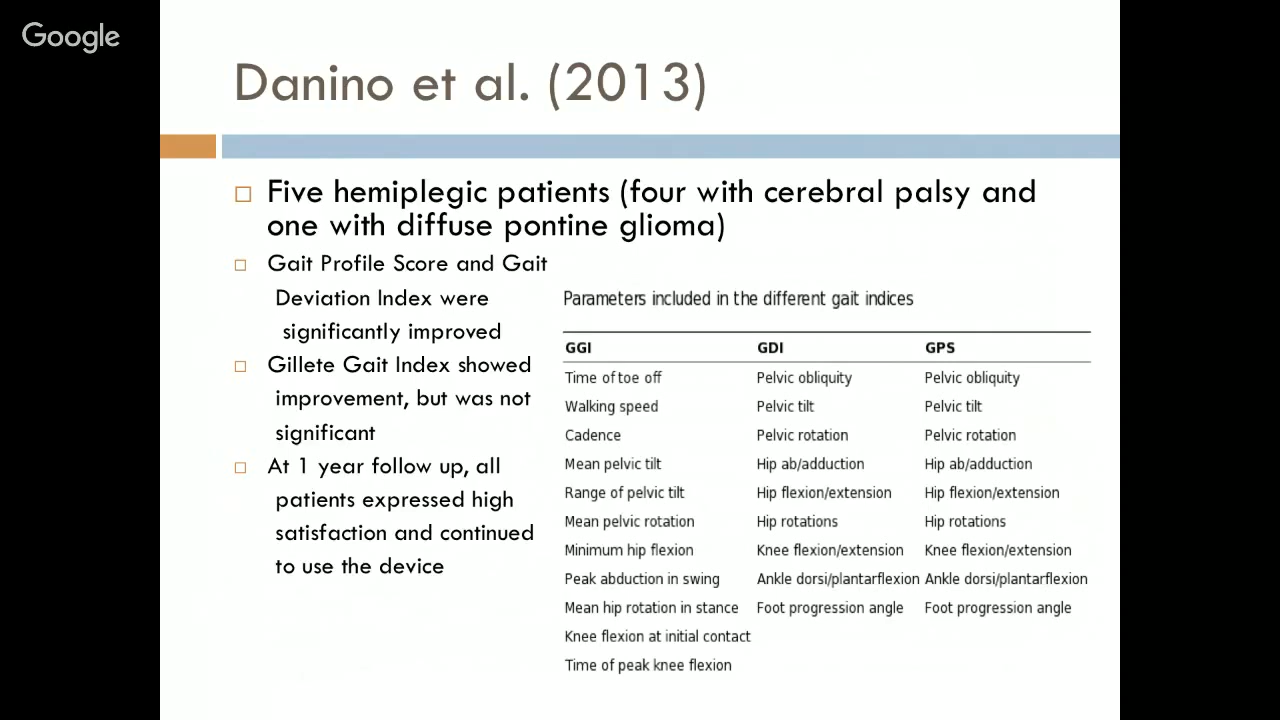 Google
Danino et al. (2013)
Five hemiplegic patients (four with cerebral palsy and
one with diffuse pontine glioma)
Gait Profile Score and Gait
Deviation Index were
significantly improved
Gillete Gait Index showed
improvement, but was not
significant
At 1 year follow up, all
patients expressed high
satisfaction and continued
to use the device
Parameters included in the different gait indices
GGI GDI GPS
Time of toe off Pelvic obliquity Pelvic obliquity
Walking speed Pelvic tilt Pelvic tilt
Cadence Pelvic rotation Pelvic rotation
Mean pelvic tilt Hip ab/adduction Hip ab/adduction
Range of pelvic tilt Hip flexion/extension Hip flexion/extension
Mean pelvic rotation Hip rotations Hip rotations
Minimum hip flexion Knee flexion/extension Knee flexion/extension
Peak abduction in swing Ankle dorsi/plantarflexion Ankle dorsi/plantarflexion
Mean hip rotation in stance Foot progression angle Foot progression angle
Knee flexion at initial contact
Time of peak knee flexion